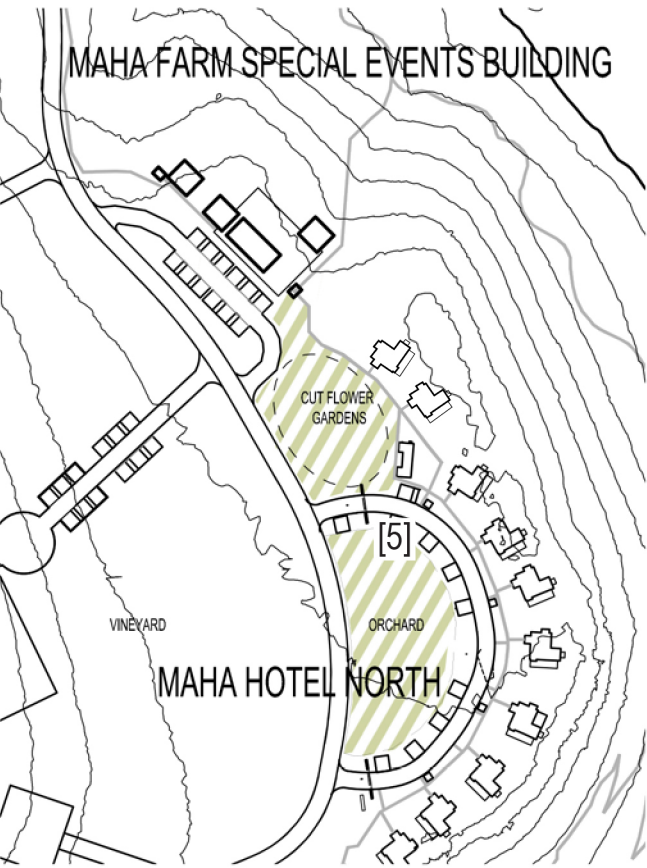 MAHA FARM SPECIAL EVENTS BUILDING
CUT FLOWER
GARDENS
[5]
VINEYARD
ORCHARD
MAHA HOTEL NORTH